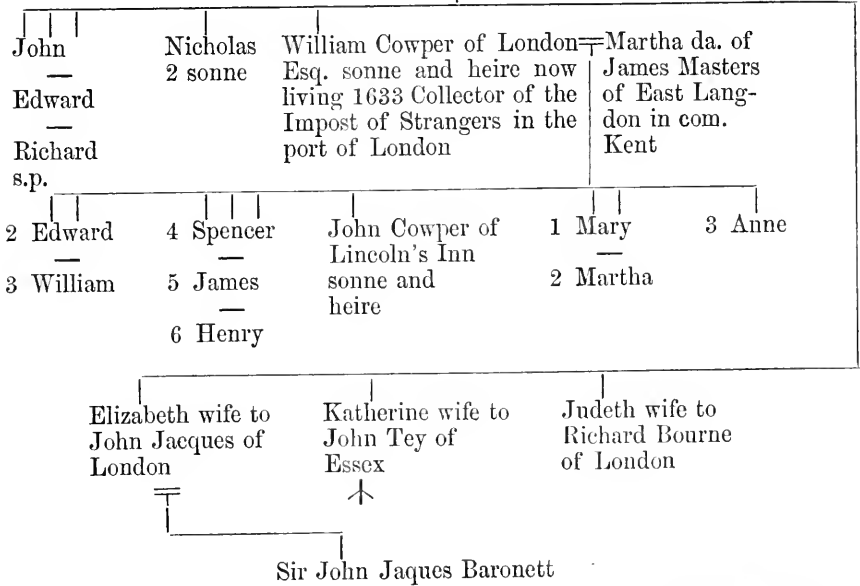 John
—
Edward
—
Richard
s.p.
Nicholas
2 sonne
William Cowper of London
Esq. sonne and heire now
living 1633 Collector of the
Impost of Strangers in the
port of London
Martha da. of
James Masters
of East Lang-
don in com.
Kent
2 Edward
—
3 William
4 Spencer
—
5 James
—
6 Henry
John Cowper of
Lincoln's Inn
sonne and
heire
1 Mary
—
2 Martha
3 Anne
Elizabeth wife to
John Jacques of
London
Katherine wife to
John Tey of
Essex
Judeth wife to
Richard Bourne
of London
Sir John Jaques Baronett